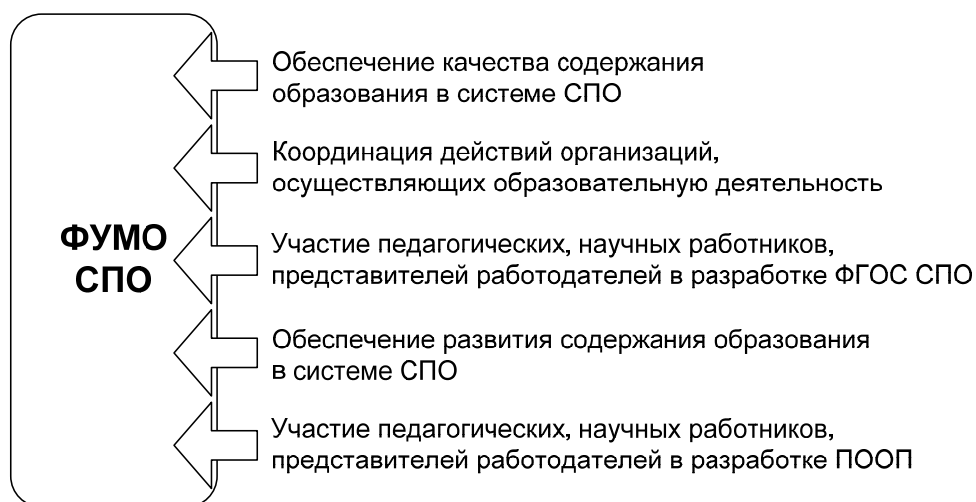 Обеспечение качества содержания
образования в системе СПО
Координация действий организаций,
осуществляющих образовательную деятельность
ФУМО
СПО
Участие педагогических, научных работников,
представителей работодателей в разработке ФГОС СПО
Обеспечение развития содержания образования
в системе СПО
Участие педагогических, научных работников,
представителей работодателей в разработке ПООП